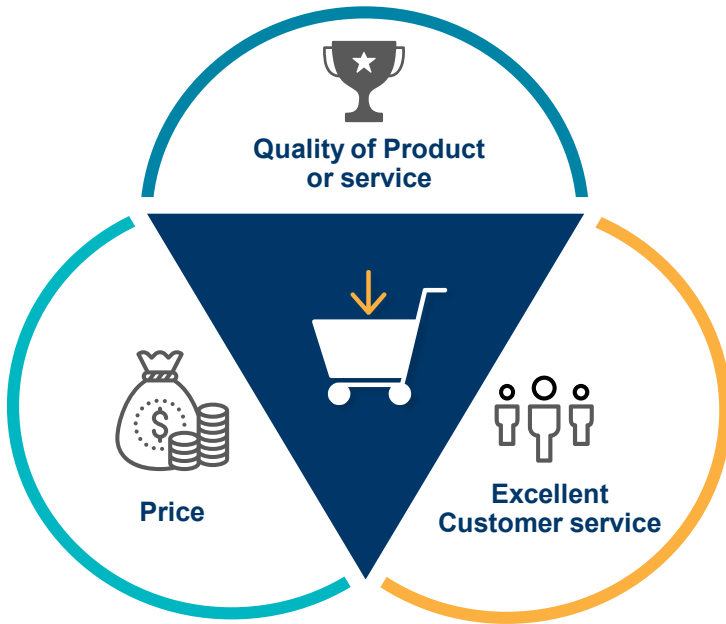 Quality of Product
or service
$
Price
Excellent
Customer service